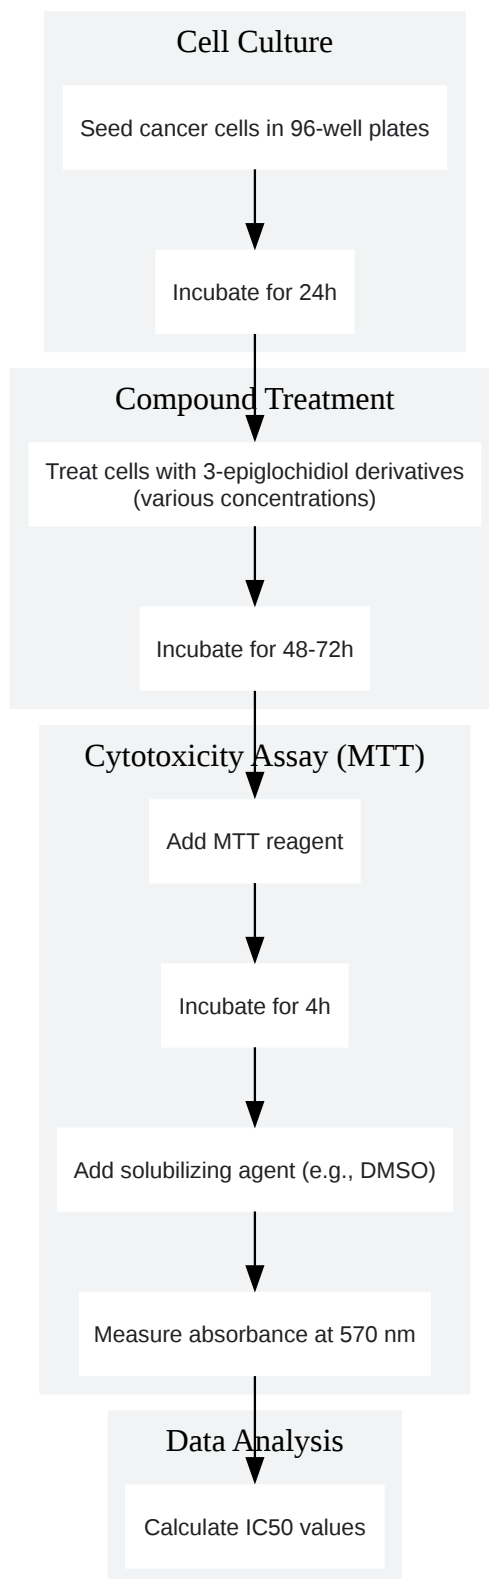 Cell Culture
Seed cancer cells in 96-well plates
Incubate for 24h
Compound Treatment
Treat cells with 3-epiglochidiol derivatives
(various concentrations)
Incubate for 48-72h
Cytotoxicity Assay (MTT)
Add MTT reagent
Incubate for 4h
Add solubilizing agent (e.g., DMSO)
Measure absorbance at 570 nm
Data Analysis
Calculate IC50 values